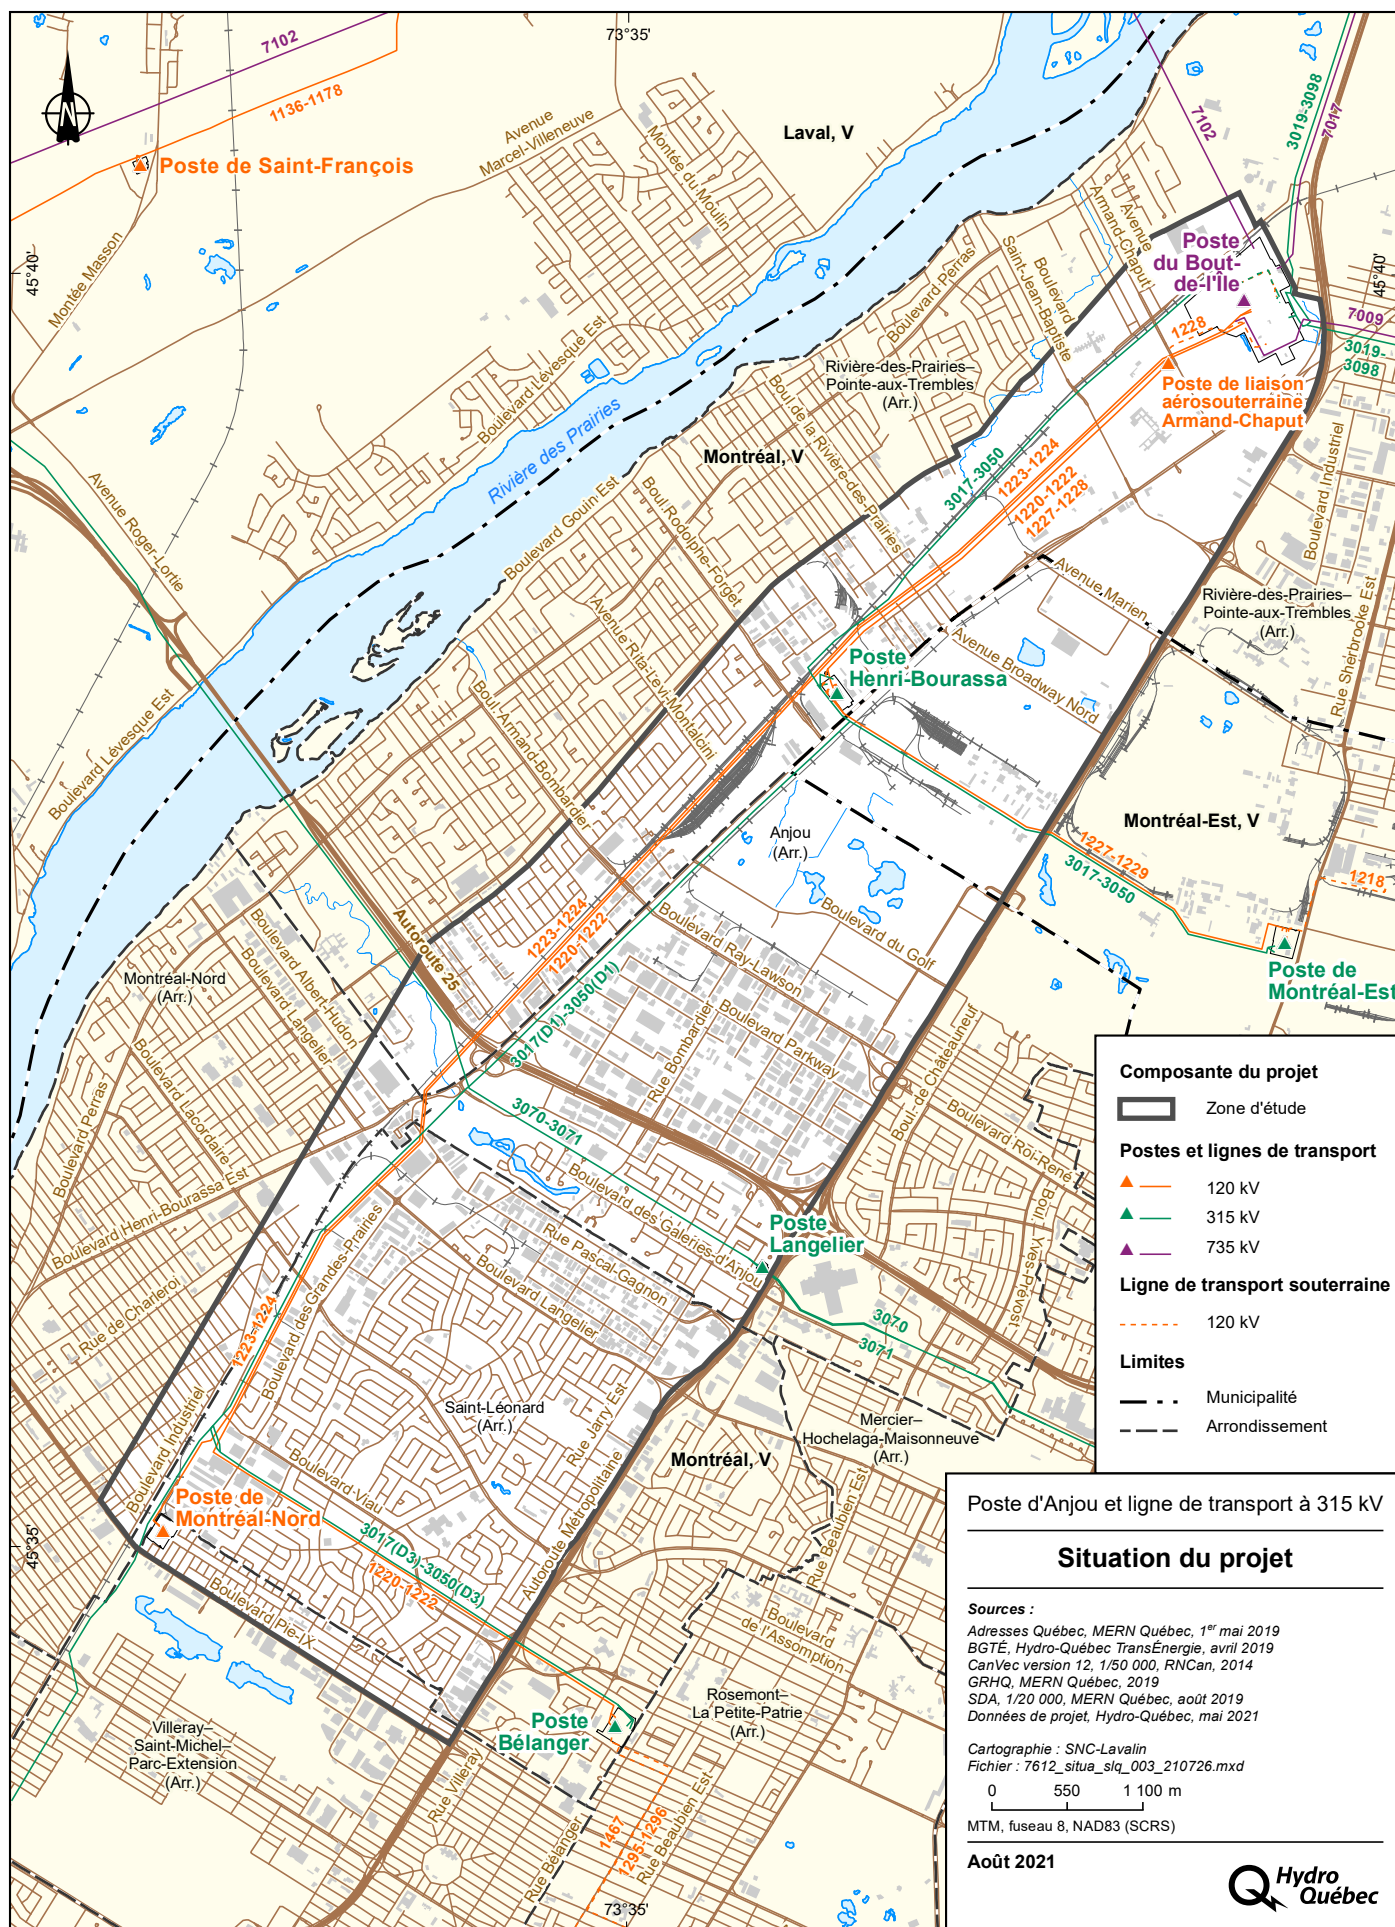 73°35'
7102
1136-1178
Poste de Saint-François
Avenue
Marcel-Villeneuve
Montée du Moulin
Laval, V
7102
3019-3098
7017
Avenue
Armand-Chaput
Poste
du Bout-
de-l'Île
45°40'
45°40'
Montée Masson
Boulevard
Saint-Jean-Baptiste
Boulevard Perras
7009
3019-
3098
1228
Boulevard Lévesque Est
Rivière-des-Prairies–
Pointe-aux-Trembles
(Arr.)
Poste de liaison
aérosouterraine
Armand-Chaput
Rivière des Prairies
Boul. de la Rivière-des-Prairies
Montréal, V
3017-3050
1223-1224
1220-1222
1227-1228
Boulevard Industriel
Avenue Roger-Lortie
Boulevard Gouin Est
Boul. Rodolphe-Forget
Avenue Marien
Rivière-des-Prairies–
Pointe-aux-Trembles
(Arr.)
Rue Sherbrooke Est
Avenue Rita-Levi-Montalcini
Avenue Broadway Nord
Poste
Henri-Bourassa
Boulevard Lévesque Est
Boul. Armand-Bombardier
Anjou
(Arr.)
Montréal-Est, V
1227-1229
3017-3050
1218
Autoroute 25
1223-1224
1220-1222
Boulevard du Golf
Boulevard Ray-Lawson
Boulevard Albert-Hudon
Boulevard Langelier
Montréal-Nord
(Arr.)
Poste de
Montréal-Est
3017(D1)-3050(D1)
Rue Bombardier
Boulevard Parkway
Boul. de Châteauneuf
Boulevard Lacordaire
Boulevard Perras
3070-3071
Boulevard Roi-René
Boul. Yves-Prévost
Boulevard Henri-Bourassa Est
Boulevard des Galeries-d'Anjou
Poste
Langelier
Rue Pascal-Gagnon
Boulevard Langelier
Boulevard des Grandes-Prairies
Rue de Charleroi
1223-1224
3070
3071
Boulevard Industriel
Saint-Léonard
(Arr.)
Rue Jarry Est
Mercier–
Hochelaga-Maisonneuve
(Arr.)
Montréal, V
Boulevard Viau
Autoroute Métropolitaine
Rue Beaubien Est
Poste de
Montréal-Nord
45°35'
3017(D3)-3050(D3)
1220-1222
Boulevard Pie-IX
Boulevard
de l'Assomption
Rosemont–
La Petite-Patrie
(Arr.)
Poste
Bélanger
Villeray–
Saint-Michel–
Parc-Extension
(Arr.)
Rue Villeray
Rue Bélanger
1467
1295-1296
Rue Beaubien Est
73°35'
Composante du projet
Zone d'étude
Postes et lignes de transport
120 kV
315 kV
735 kV
Ligne de transport souterraine
120 kV
Limites
Municipalité
Arrondissement
Poste d'Anjou et ligne de transport à 315 kV
Situation du projet
Sources :
Adresses Québec, MERN Québec, 1er mai 2019
BGTÉ, Hydro-Québec TransÉnergie, avril 2019
CanVec version 12, 1/50 000, RNCan, 2014
GRHQ, MERN Québec, 2019
SDA, 1/20 000, MERN Québec, août 2019
Données de projet, Hydro-Québec, mai 2021
Cartographie : SNC-Lavalin
Fichier : 7612_situa_slq_003_210726.mxd
0 550 1 100 m
MTM, fuseau 8, NAD83 (SCRS)
Août 2021
Hydro
Québec
N